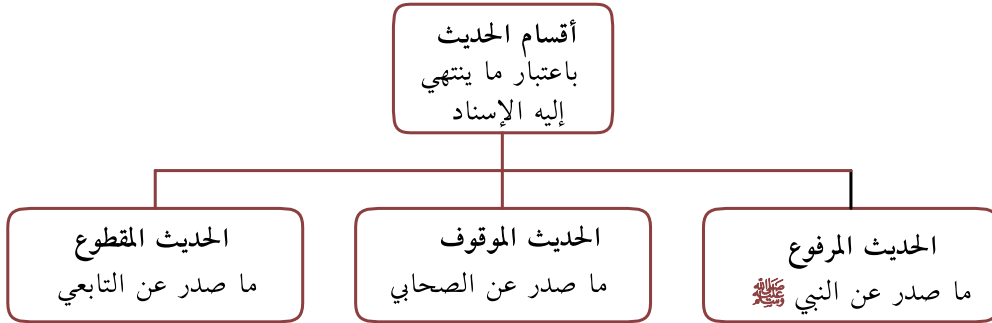 أقسام الحديث
باعتبار ما ينتهي
إليه الإسناد
الحديث المرفوع
ما صدر عن النبي ﷺ
الحديث الموقوف
ما صدر عن الصحابي
الحديث المقطوع
ما صدر عن التابعي